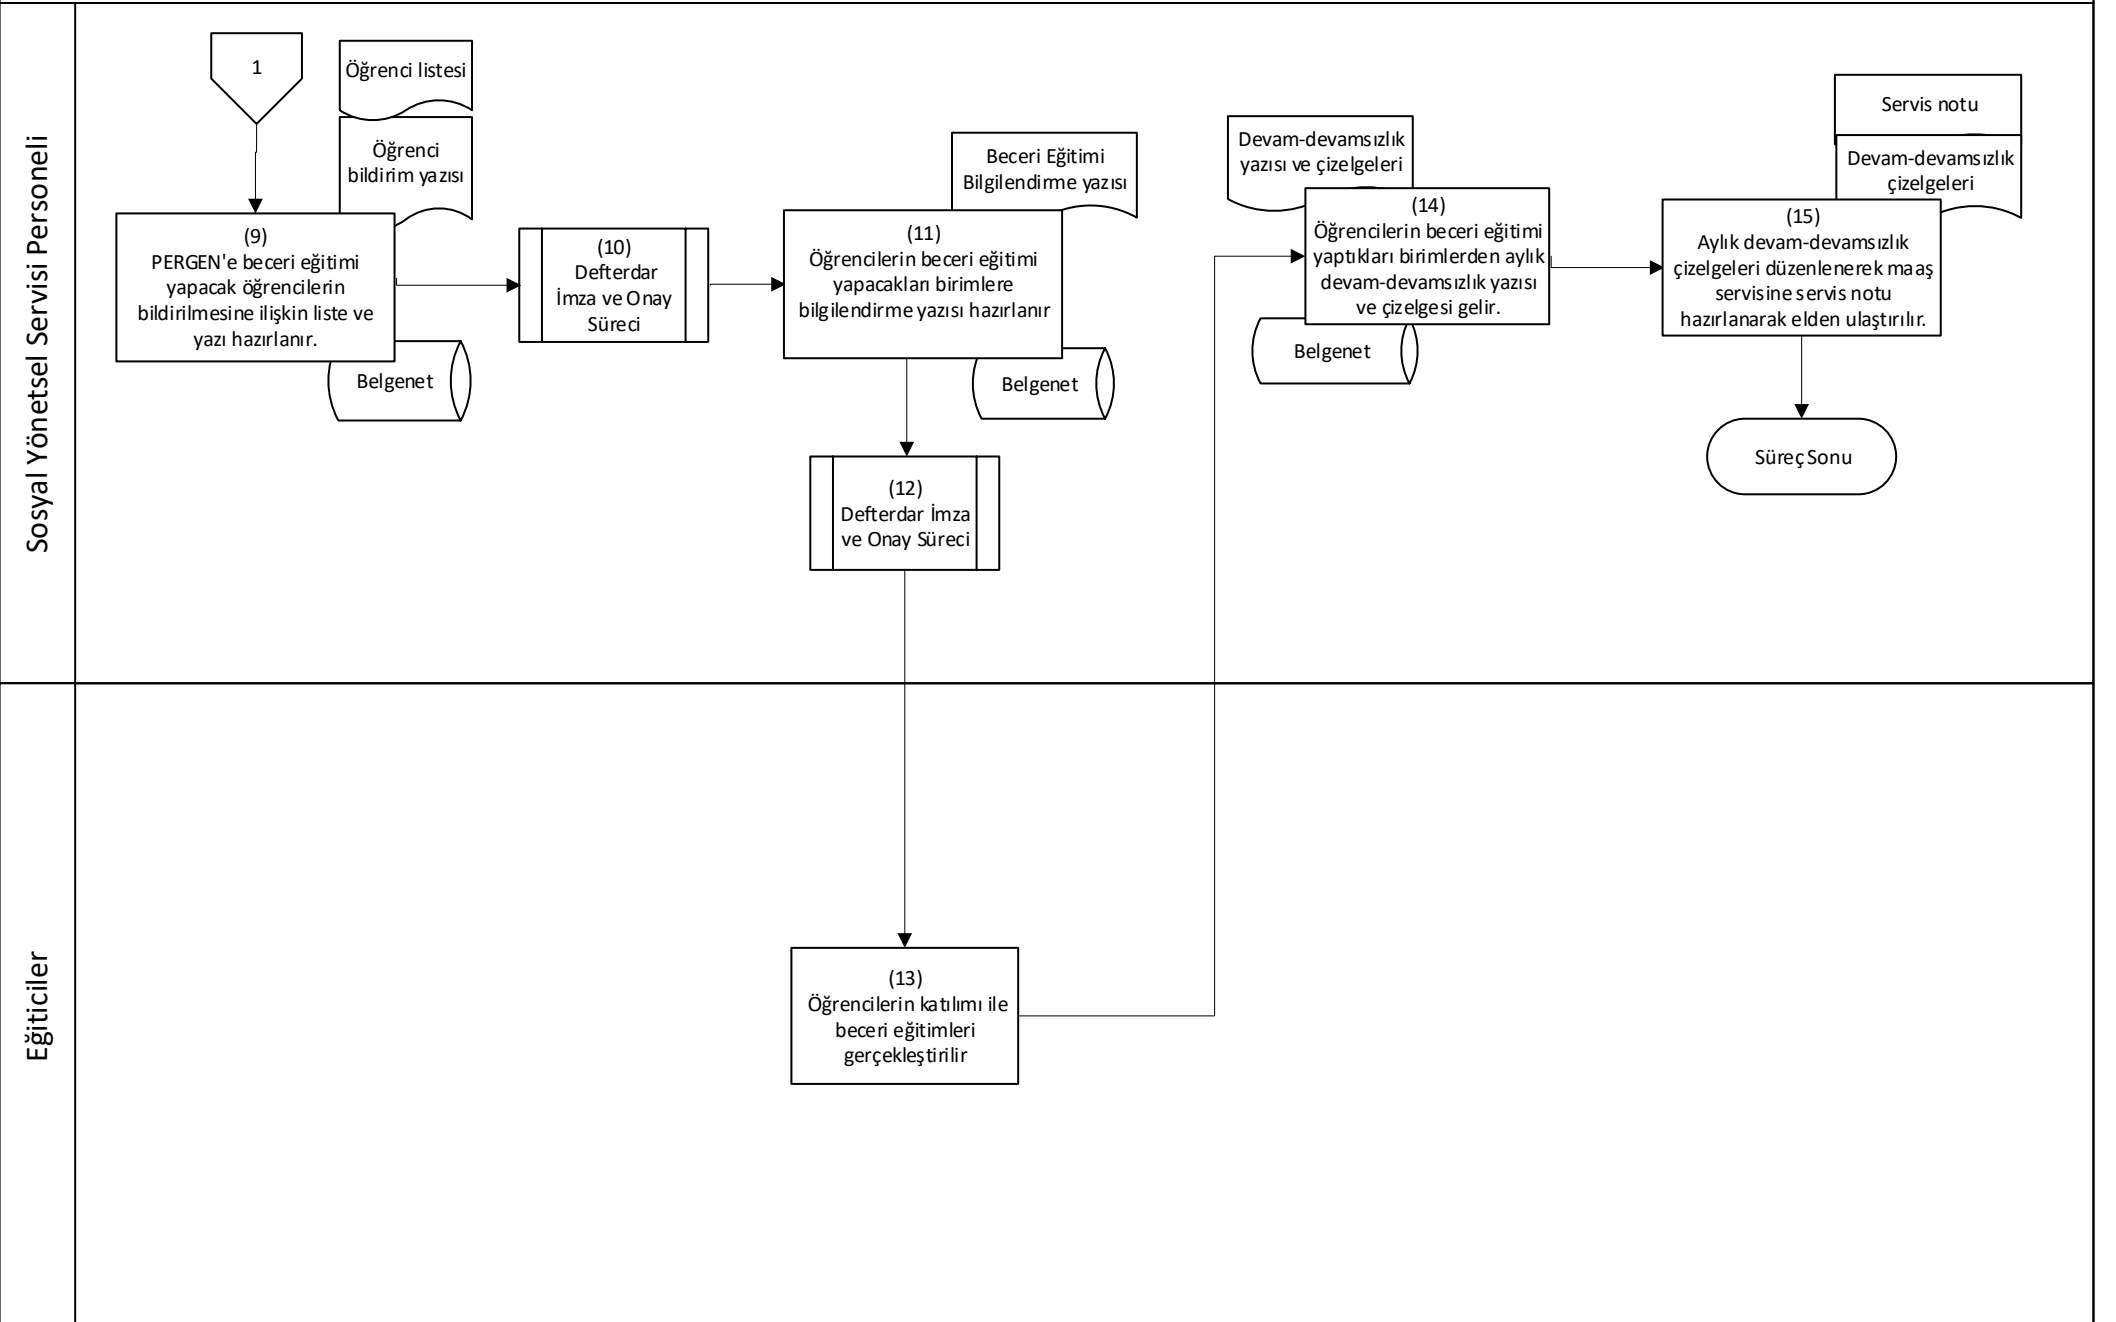 Sosyal Yönetsel Servisi Personeli
1
Öğrenci listesi
Öğrenci
bildirim yazısı
(9)
PERGEN'e beceri eğitimi
yapacak öğrencilerin
bildirilmesine ilişkin liste ve
yazı hazırlanır.
Belgenet
(10)
Defterdar
İmza ve Onay
Süreci
Beceri Eğitimi
Bilgilendirme yazısı
(11)
Öğrencilerin beceri eğitimi
yapacakları birimlere
bilgilendirme yazısı hazırlanır
Belgenet
(12)
Defterdar İmza
ve Onay Süreci
Devam-devamsızlık
yazısı ve çizelgeleri
(14)
Öğrencilerin beceri eğitimi
yaptıkları birimlerden aylık
devam-devamsızlık yazısı
ve çizelgesi gelir.
Belgenet
Servis notu
Devam-devamsızlık
çizelgeleri
(15)
Aylık devam-devamsızlık
çizelgeleri düzenlenerek maaş
servisine servis notu
hazırlanarak elden ulaştırılır.
Süreç Sonu
Eğiticiler
(13)
Öğrencilerin katılımı ile
beceri eğitimleri
gerçekleştirilir